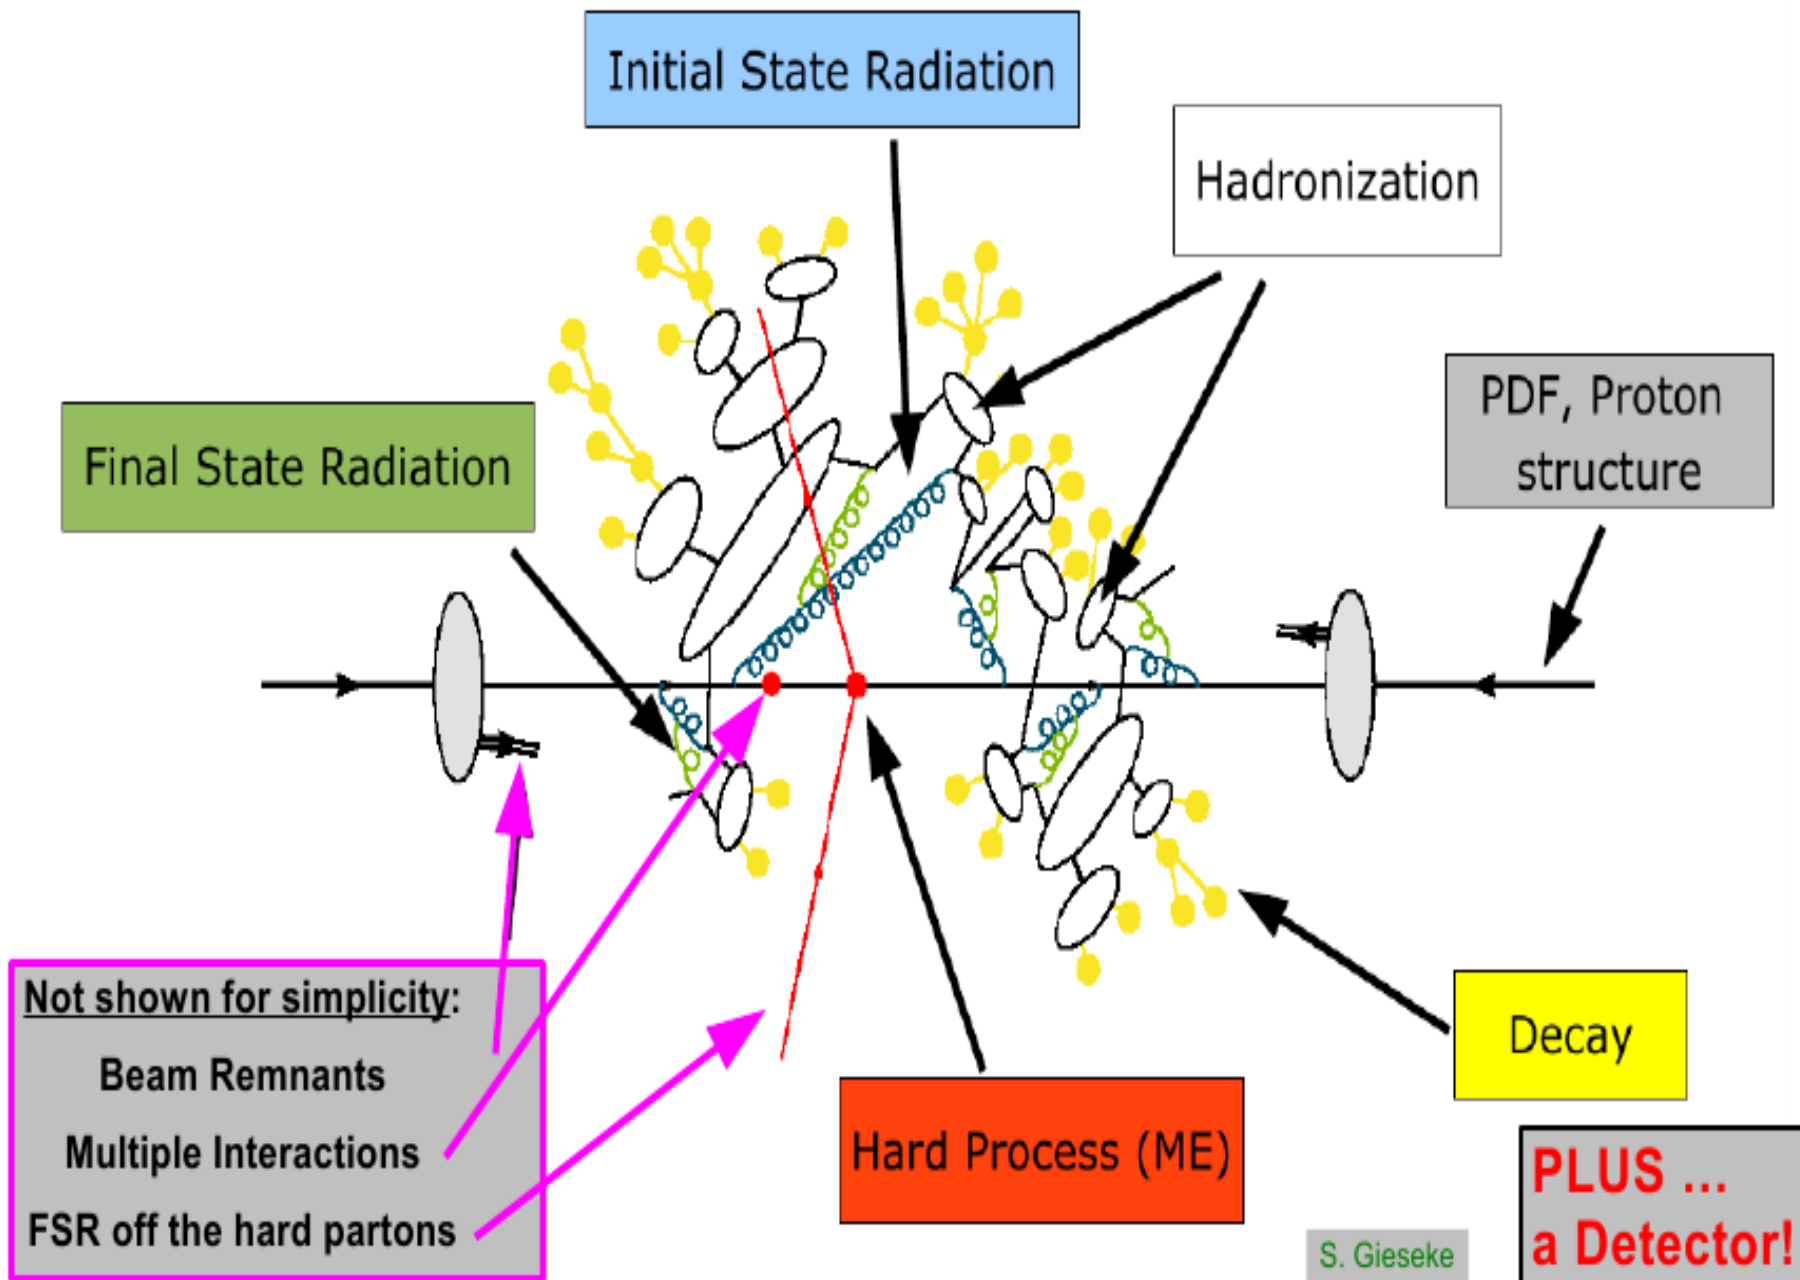 Initial State Radiation
Hadronization
PDF, Proton
structure
Final State Radiation
Not shown for simplicity:
Beam Remnants
Multiple Interactions
FSR off the hard partons
Hard Process (ME)
Decay
PLUS ...
a Detector!
S. Gieseke